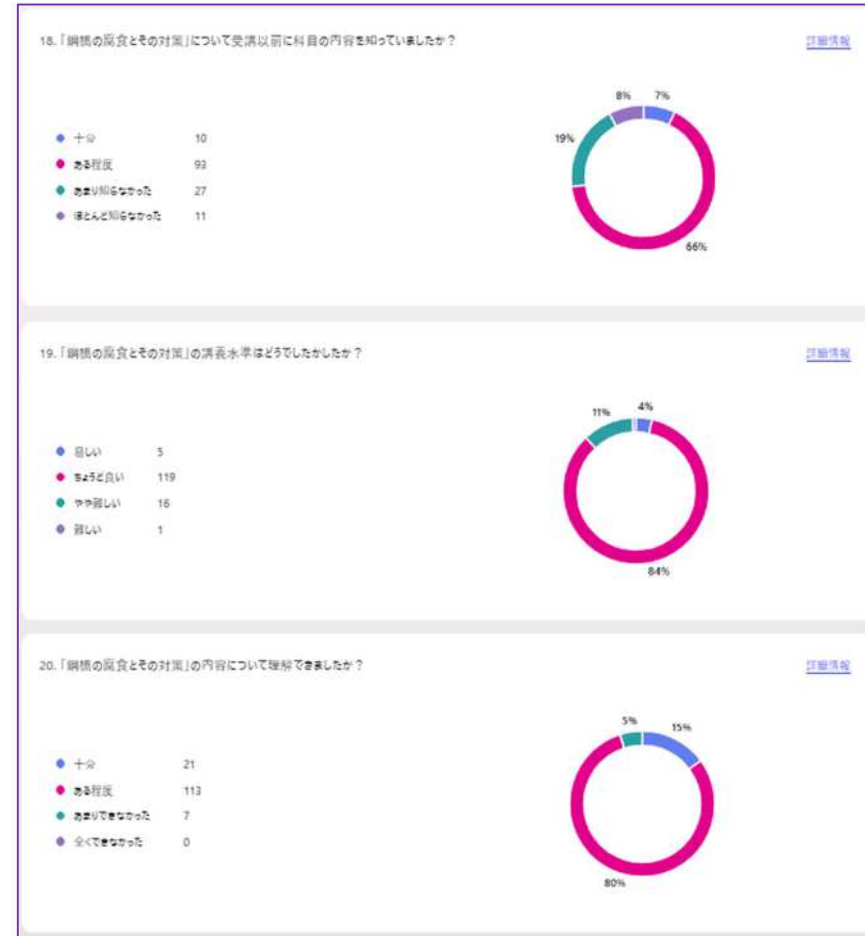 18.「鋼橋の腐食とその対策」について受講以前に科目の内容を知っていましたか？
詳細情報
十分 10
ある程度 93
あまり知らなかった 27
ほとんど知らなかった 11
8% 7%
19%
66%
19.「鋼橋の腐食とその対策」の講義水準はどうでしたかしたか？
詳細情報
易しい 5
ちょうど良い 119
やや難しい 16
難しい 1
11% 4%
84%
20.「鋼橋の腐食とその対策」の内容について理解できましたか？
詳細情報
十分 21
ある程度 113
あまりできなかった 7
全くできなかった 0
5% 15%
80%